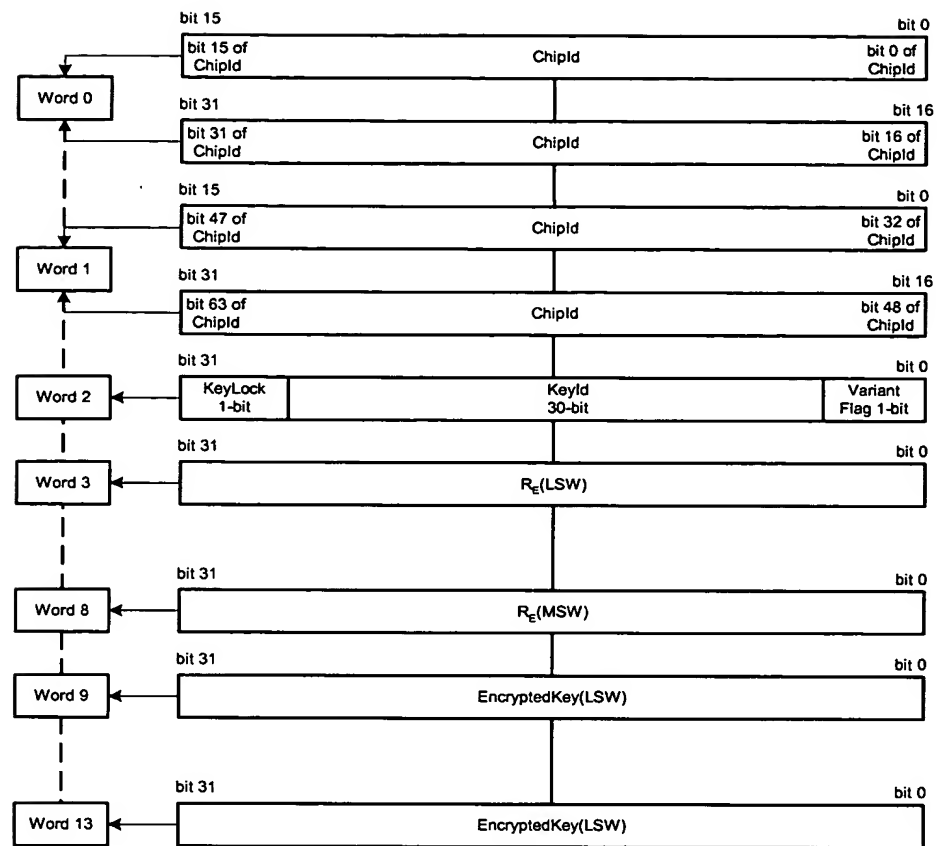 bit 15 bit 0
bit 15 of ChipId bit 0 of
ChipId ChipId
Word 0
bit 31 bit 16
bit 31 of ChipId bit 16 of
ChipId ChipId
bit 15 bit 0
bit 47 of ChipId bit 32 of
ChipId ChipId
Word 1
bit 31 bit 16
bit 63 of ChipId bit 48 of
ChipId ChipId
bit 31 bit 0
Word 2 KeyLock KeyId Variant
1-bit 30-bit Flag 1-bit
bit 31 bit 0
Word 3 RE(LSW)
bit 31 bit 0
Word 8 RE(MSW)
bit 31 bit 0
Word 9 EncryptedKey(LSW)
bit 31 bit 0
Word 13 EncryptedKey(LSW)